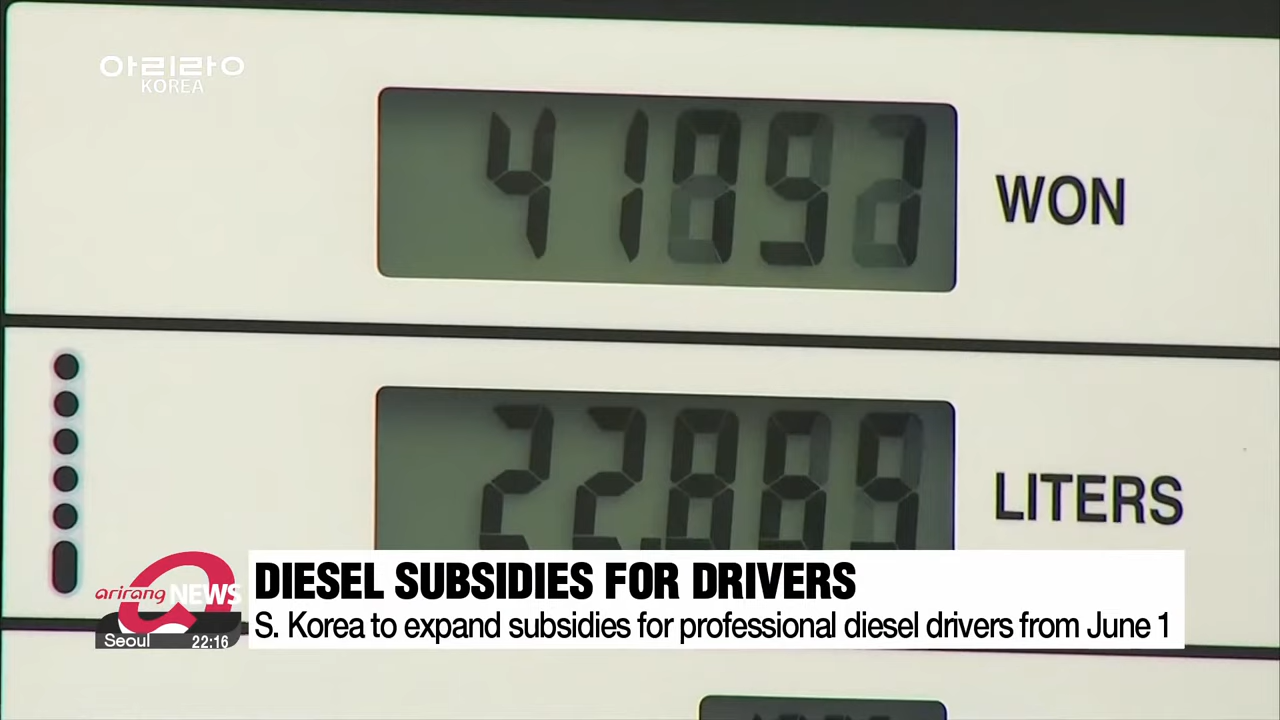 아리랑
KOREA
WON
LITERS
DIESEL SUBSIDIES FOR DRIVERS
arirang NEWS
S. Korea to expand subsidies for professional diesel drivers from June 1
Seoul 22:16